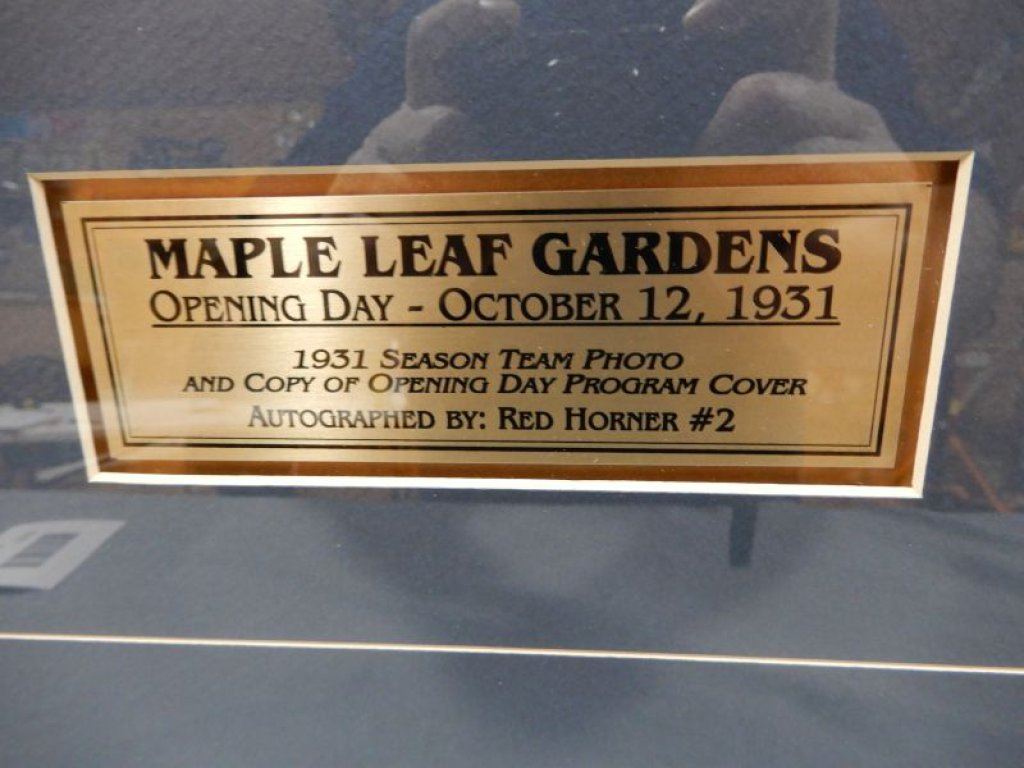 MAPLE LEAF GARDENS
OPENING DAY - OCTOBER 12, 1931
1931 SEASON TEAM PHOTO
AND COPY OF OPENING DAY PROGRAM COVER
AUTOGRAPHED BY: RED HORNER #2